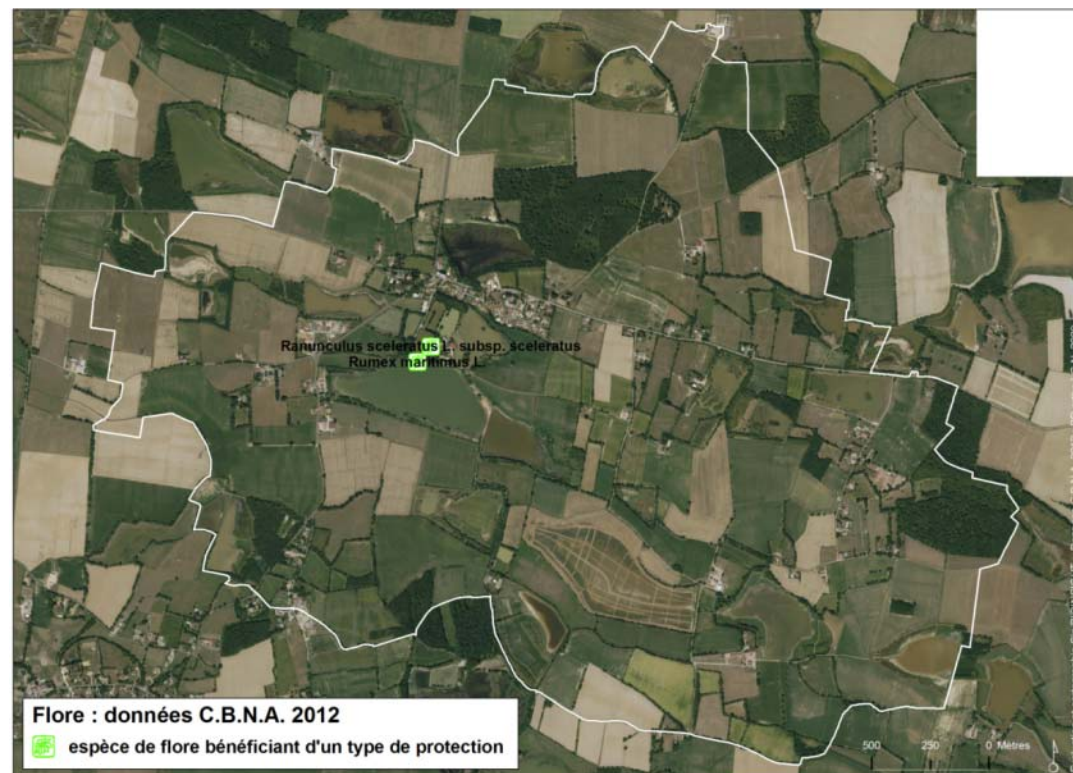 Ranunculus sceleratus L. subsp. sceleratus
Rumex maritimus L.
Flore : données C.B.N.A. 2012
espèce de flore bénéficiant d'un type de protection
500 250 0 Mètres